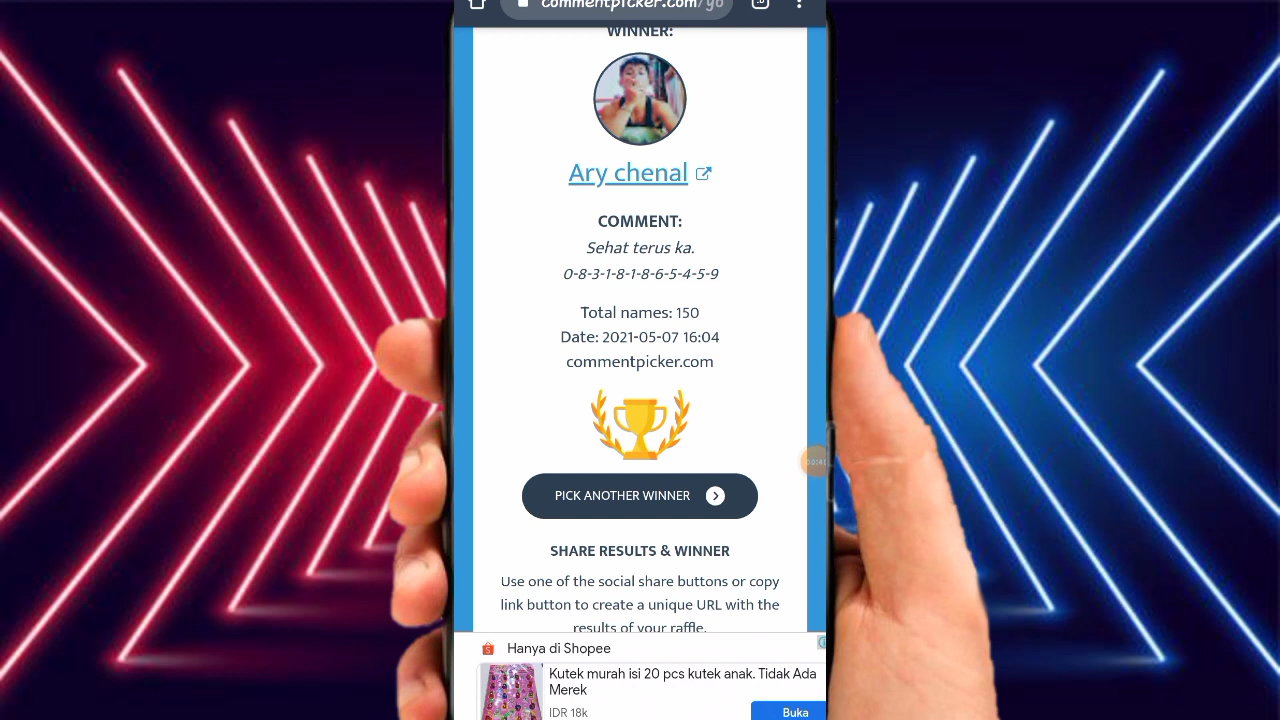 commentpicker.com/yo
WINNER:
Ary chenal
COMMENT:
Sehat terus ka.
0-8-3-1-8-1-8-6-5-4-5-9
Total names: 150
Date: 2021-05-07 16:04
commentpicker.com
PICK ANOTHER WINNER
SHARE RESULTS & WINNER
Use one of the social share buttons or copy
link button to create a unique URL with the
results of your raffle.
Hanya di Shopee
Kutek murah isi 20 pcs kutek anak. Tidak Ada
Merek
IDR 18k
Buka